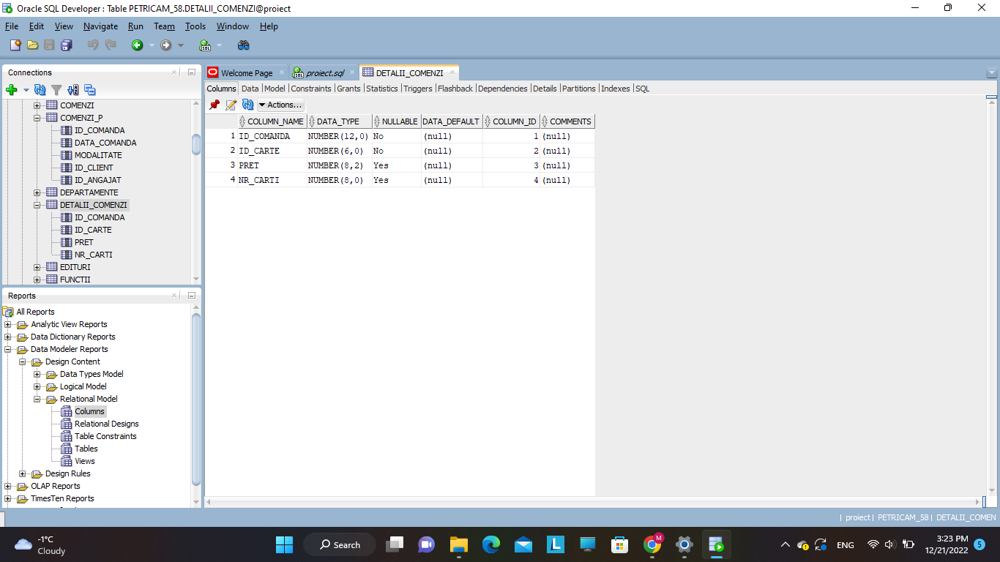 Oracle SQL Developer : Table PETRICAM_58.DETALII_COMENZI@proiect
File Edit View Navigate Run Team Tools Window Help
Connections
COMENZI
COMENZI_P
ID_COMANDA
DATA_COMANDA
MODALITATE
ID_CLIENT
ID_ANGAJAT
DEPARTAMENTE
DETALII_COMENZI
ID_COMANDA
ID_CARTE
PRET
NR_CARTI
EDITURI
FUNCTII
Reports
All Reports
Analytic View Reports
Data Dictionary Reports
Data Modeler Reports
Design Content
Data Types Model
Logical Model
Relational Model
Columns
Relational Designs
Table Constraints
Tables
Views
Design Rules
OLAP Reports
TimesTen Reports
Welcome Page proiect.sql DETALII_COMENZI
Columns Data Model Constraints Grants Statistics Triggers Flashback Dependencies Details Partitions Indexes SQL
Actions...
COLUMN_NAME DATA_TYPE NULLABLE DATA_DEFAULT COLUMN_ID COMMENTS
1 ID_COMANDA NUMBER(12,0) No (null) 1 (null)
2 ID_CARTE NUMBER(6,0) No (null) 2 (null)
3 PRET NUMBER(8,2) Yes (null) 3 (null)
4 NR_CARTI NUMBER(8,0) Yes (null) 4 (null)
| proiect | PETRICAM_58 | DETALII_COMEN
-1°C
Cloudy
Search
L
M
ENG
3:23 PM
12/21/2022
5